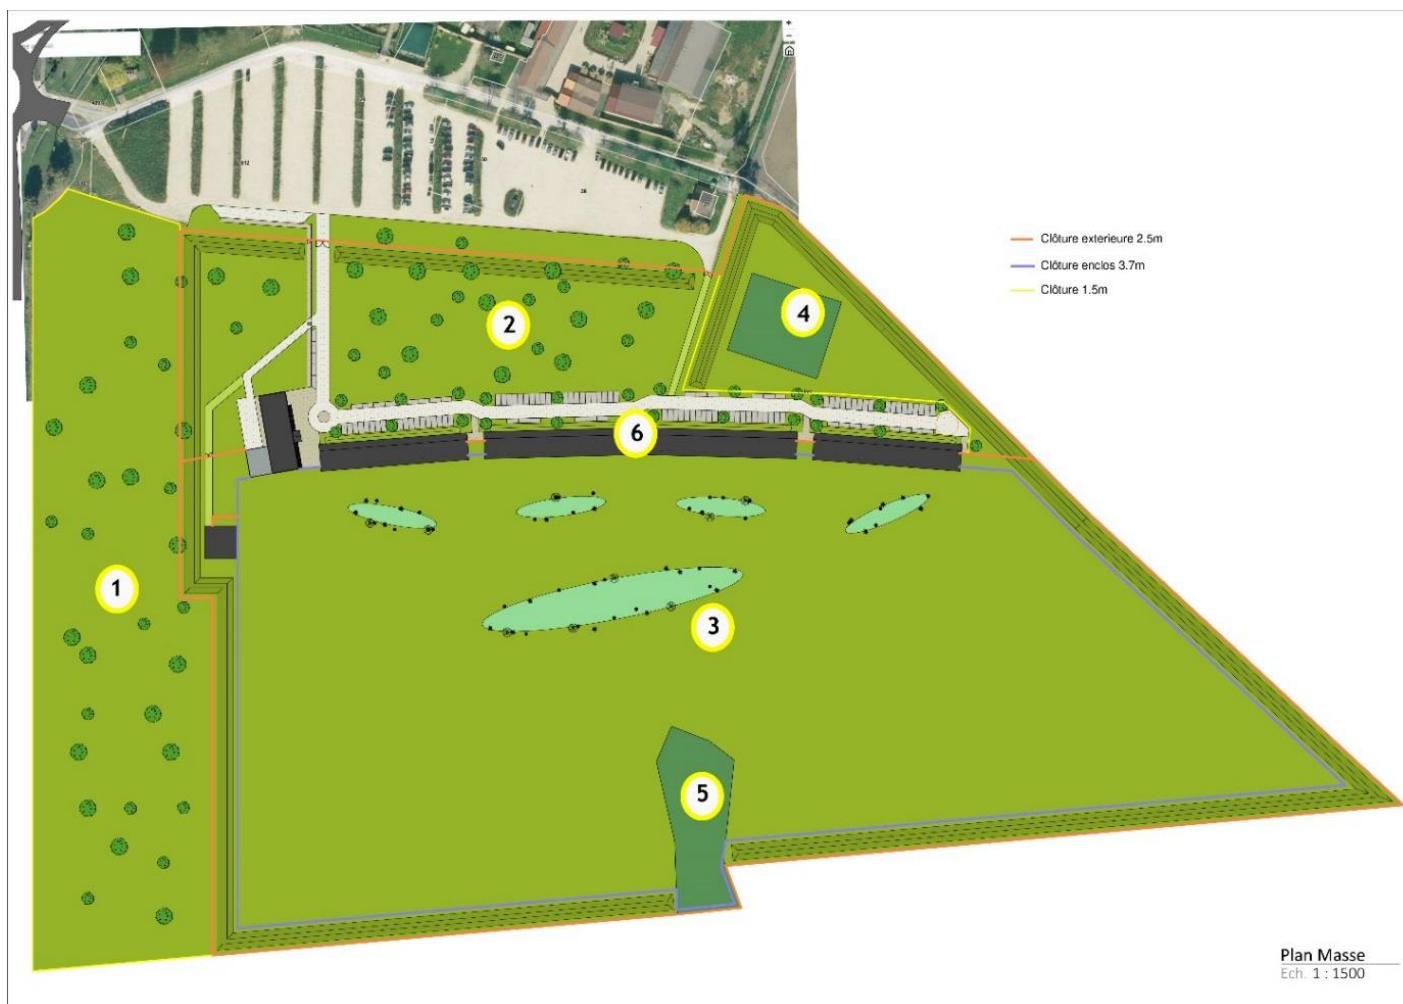 Clôture exterieure 2.5m
Clôture enclos 3.7m
Clôture 1.5m
4
2
6
1
3
5
Plan Masse
Ech. 1 : 1500